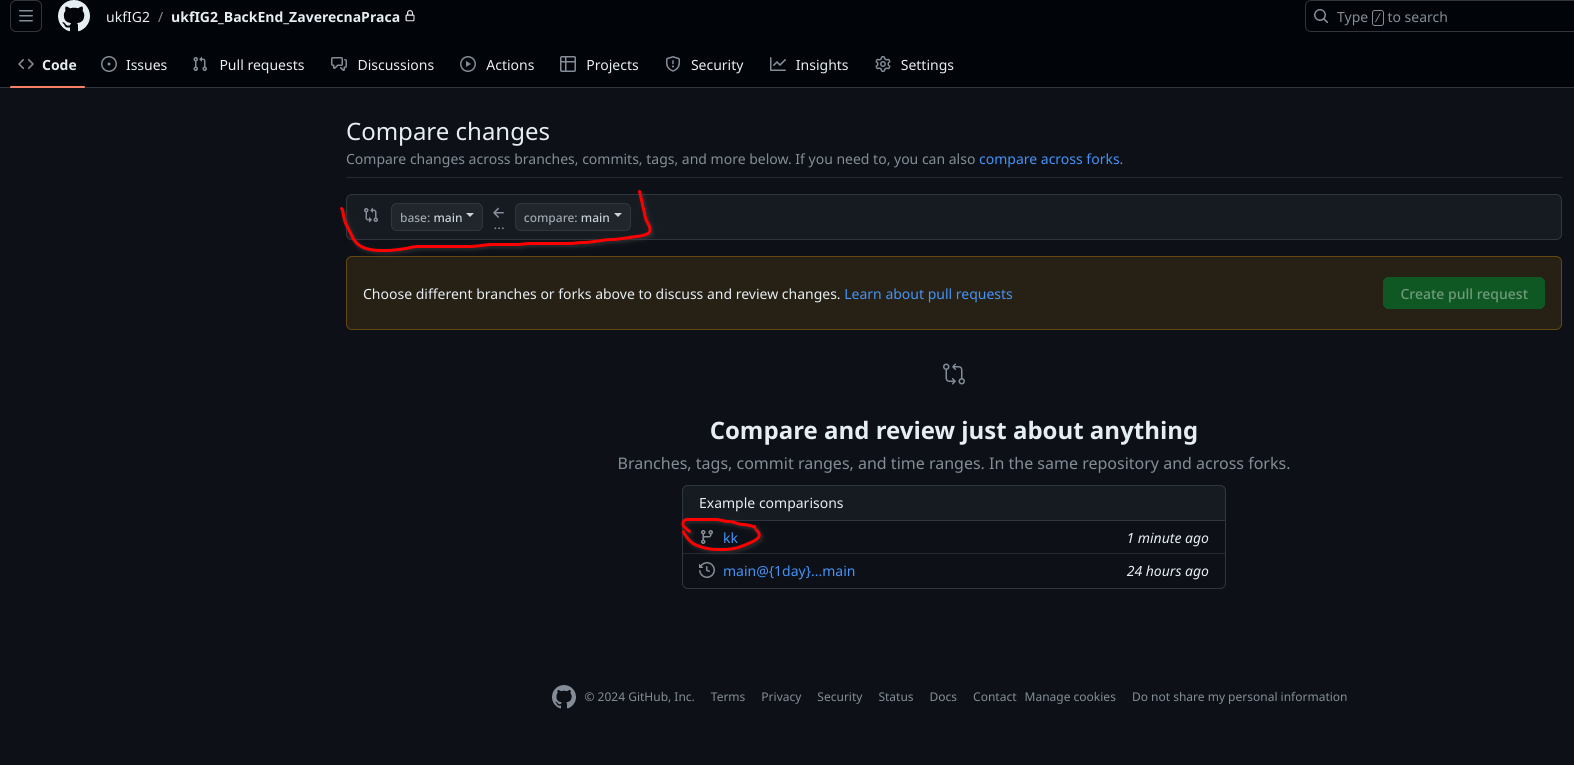 ukfIG2 / ukfIG2_BackEnd_ZaverecnaPraca
Type / to search
Code Issues Pull requests Discussions Actions Projects Security Insights Settings
Compare changes
Compare changes across branches, commits, tags, and more below. If you need to, you can also compare across forks.
base: main ← compare: main
...
Choose different branches or forks above to discuss and review changes. Learn about pull requests
Create pull request
Compare and review just about anything
Branches, tags, commit ranges, and time ranges. In the same repository and across forks.
Example comparisons
kk 1 minute ago
main@{1day}...main 24 hours ago
© 2024 GitHub, Inc. Terms Privacy Security Status Docs Contact Manage cookies Do not share my personal information